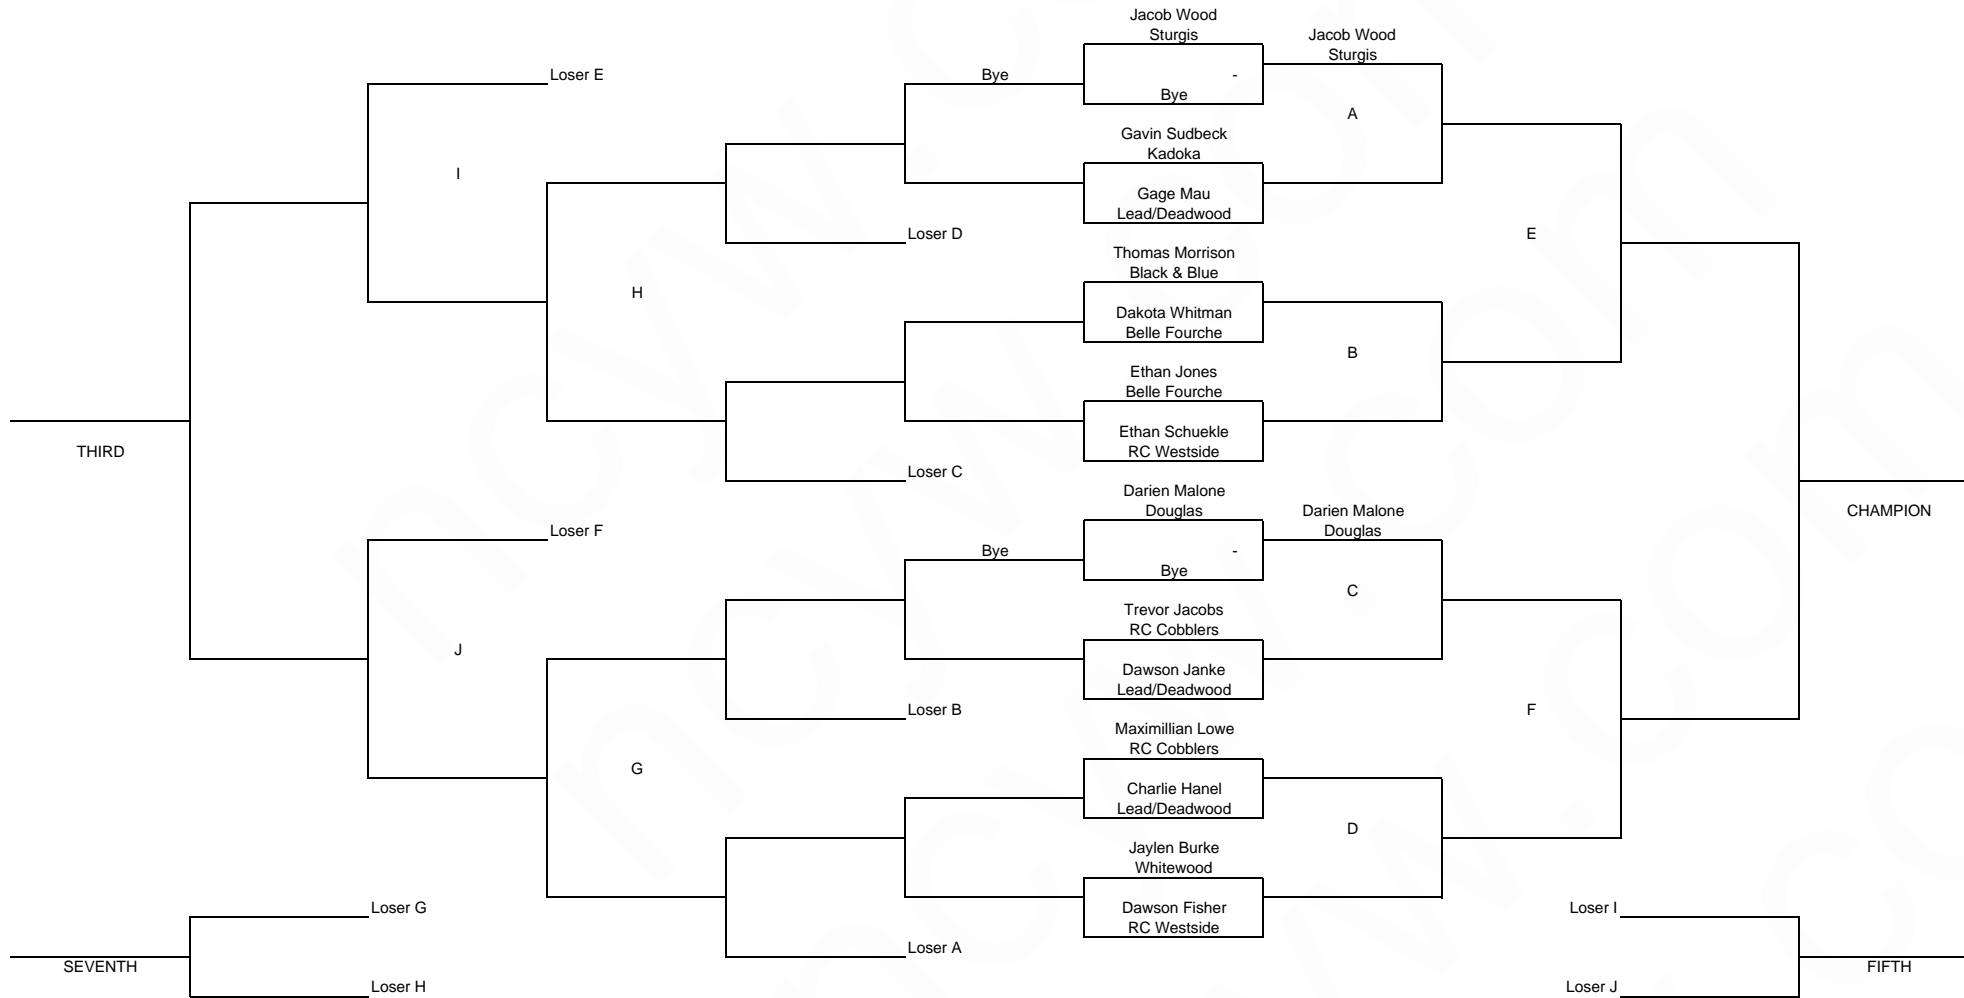 Jacob Wood
Sturgis
Jacob Wood
Sturgis
Loser E
Bye
-
Bye
A
Gavin Sudbeck
Kadoka
I
Gage Mau
Lead/Deadwood
Loser D
E
Thomas Morrison
Black & Blue
H
Dakota Whitman
Belle Fourche
B
Ethan Jones
Belle Fourche
Ethan Schuekle
RC Westside
THIRD
Loser C
Darien Malone
Douglas
Darien Malone
Douglas
CHAMPION
Loser F
Bye
-
Bye
C
Trevor Jacobs
RC Cobblers
J
Dawson Janke
Lead/Deadwood
Loser B
F
Maximillian Lowe
RC Cobblers
G
Charlie Hanel
Lead/Deadwood
D
Jaylen Burke
Whitewood
Loser G
Dawson Fisher
RC Westside
Loser I
Loser A
SEVENTH
FIFTH
Loser H
Loser J